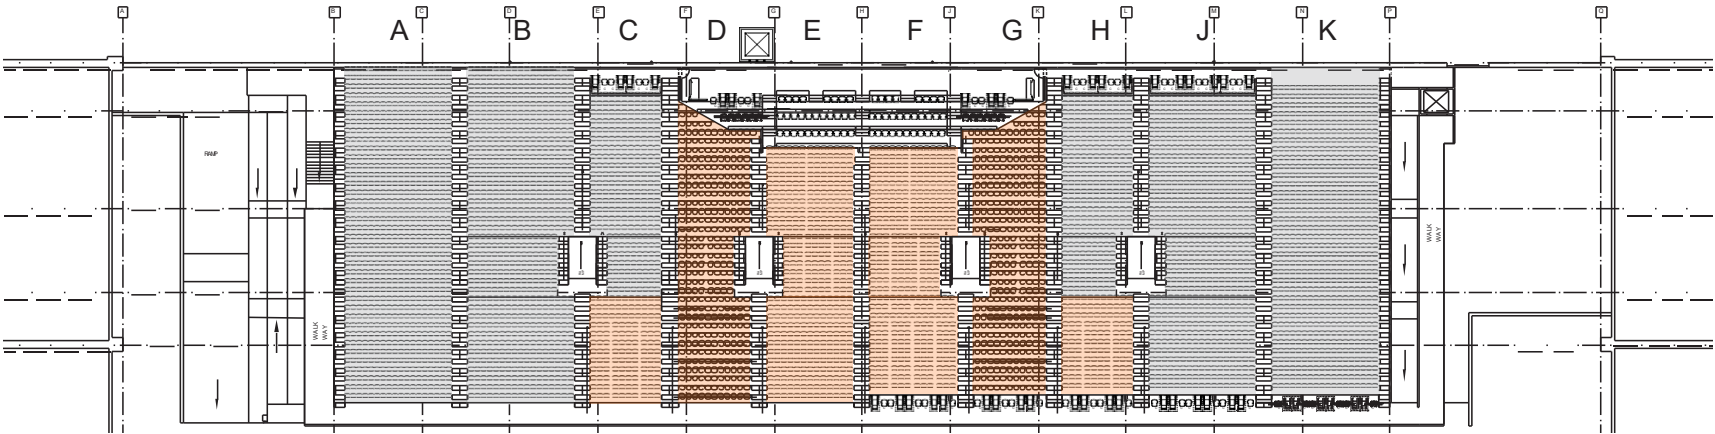 A B C D E F G H J K L M N P Q
A B C D E F G H J K
RAMP
WALK
WAY
WALK
WAY